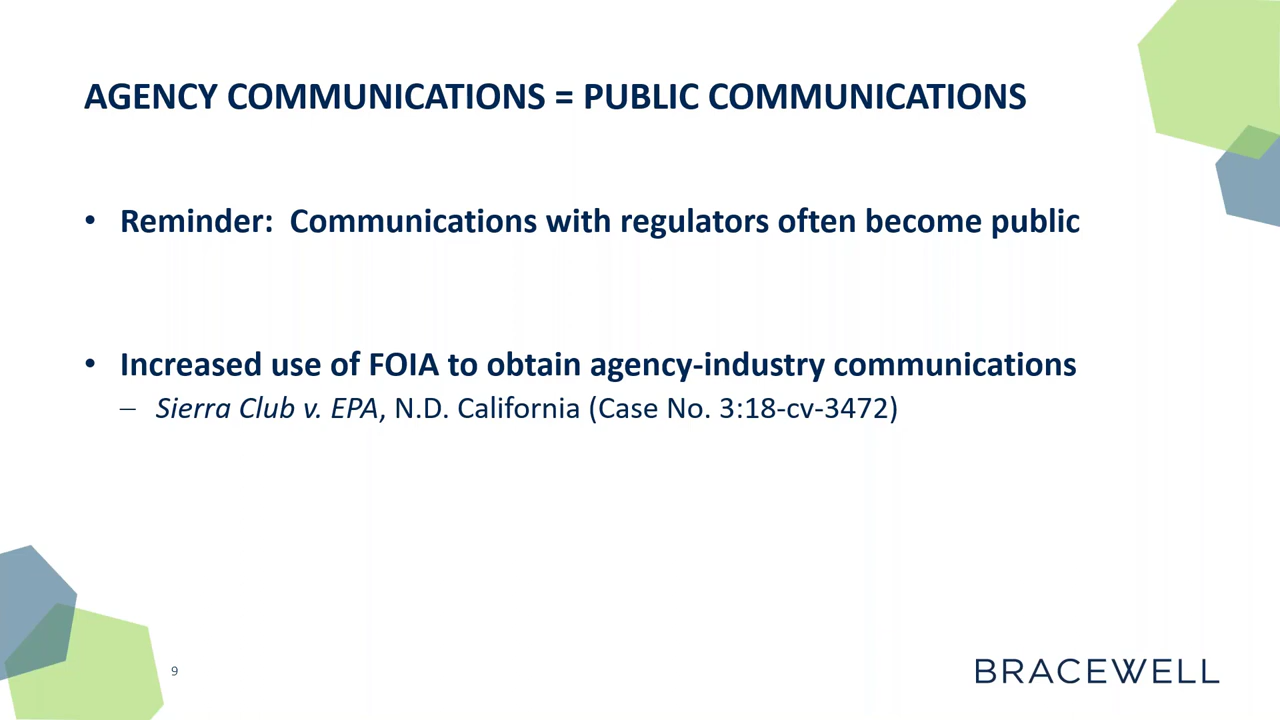 AGENCY COMMUNICATIONS = PUBLIC COMMUNICATIONS
• Reminder: Communications with regulators often become public
• Increased use of FOIA to obtain agency-industry communications
– Sierra Club v. EPA, N.D. California (Case No. 3:18-cv-3472)
9
BRACEWELL